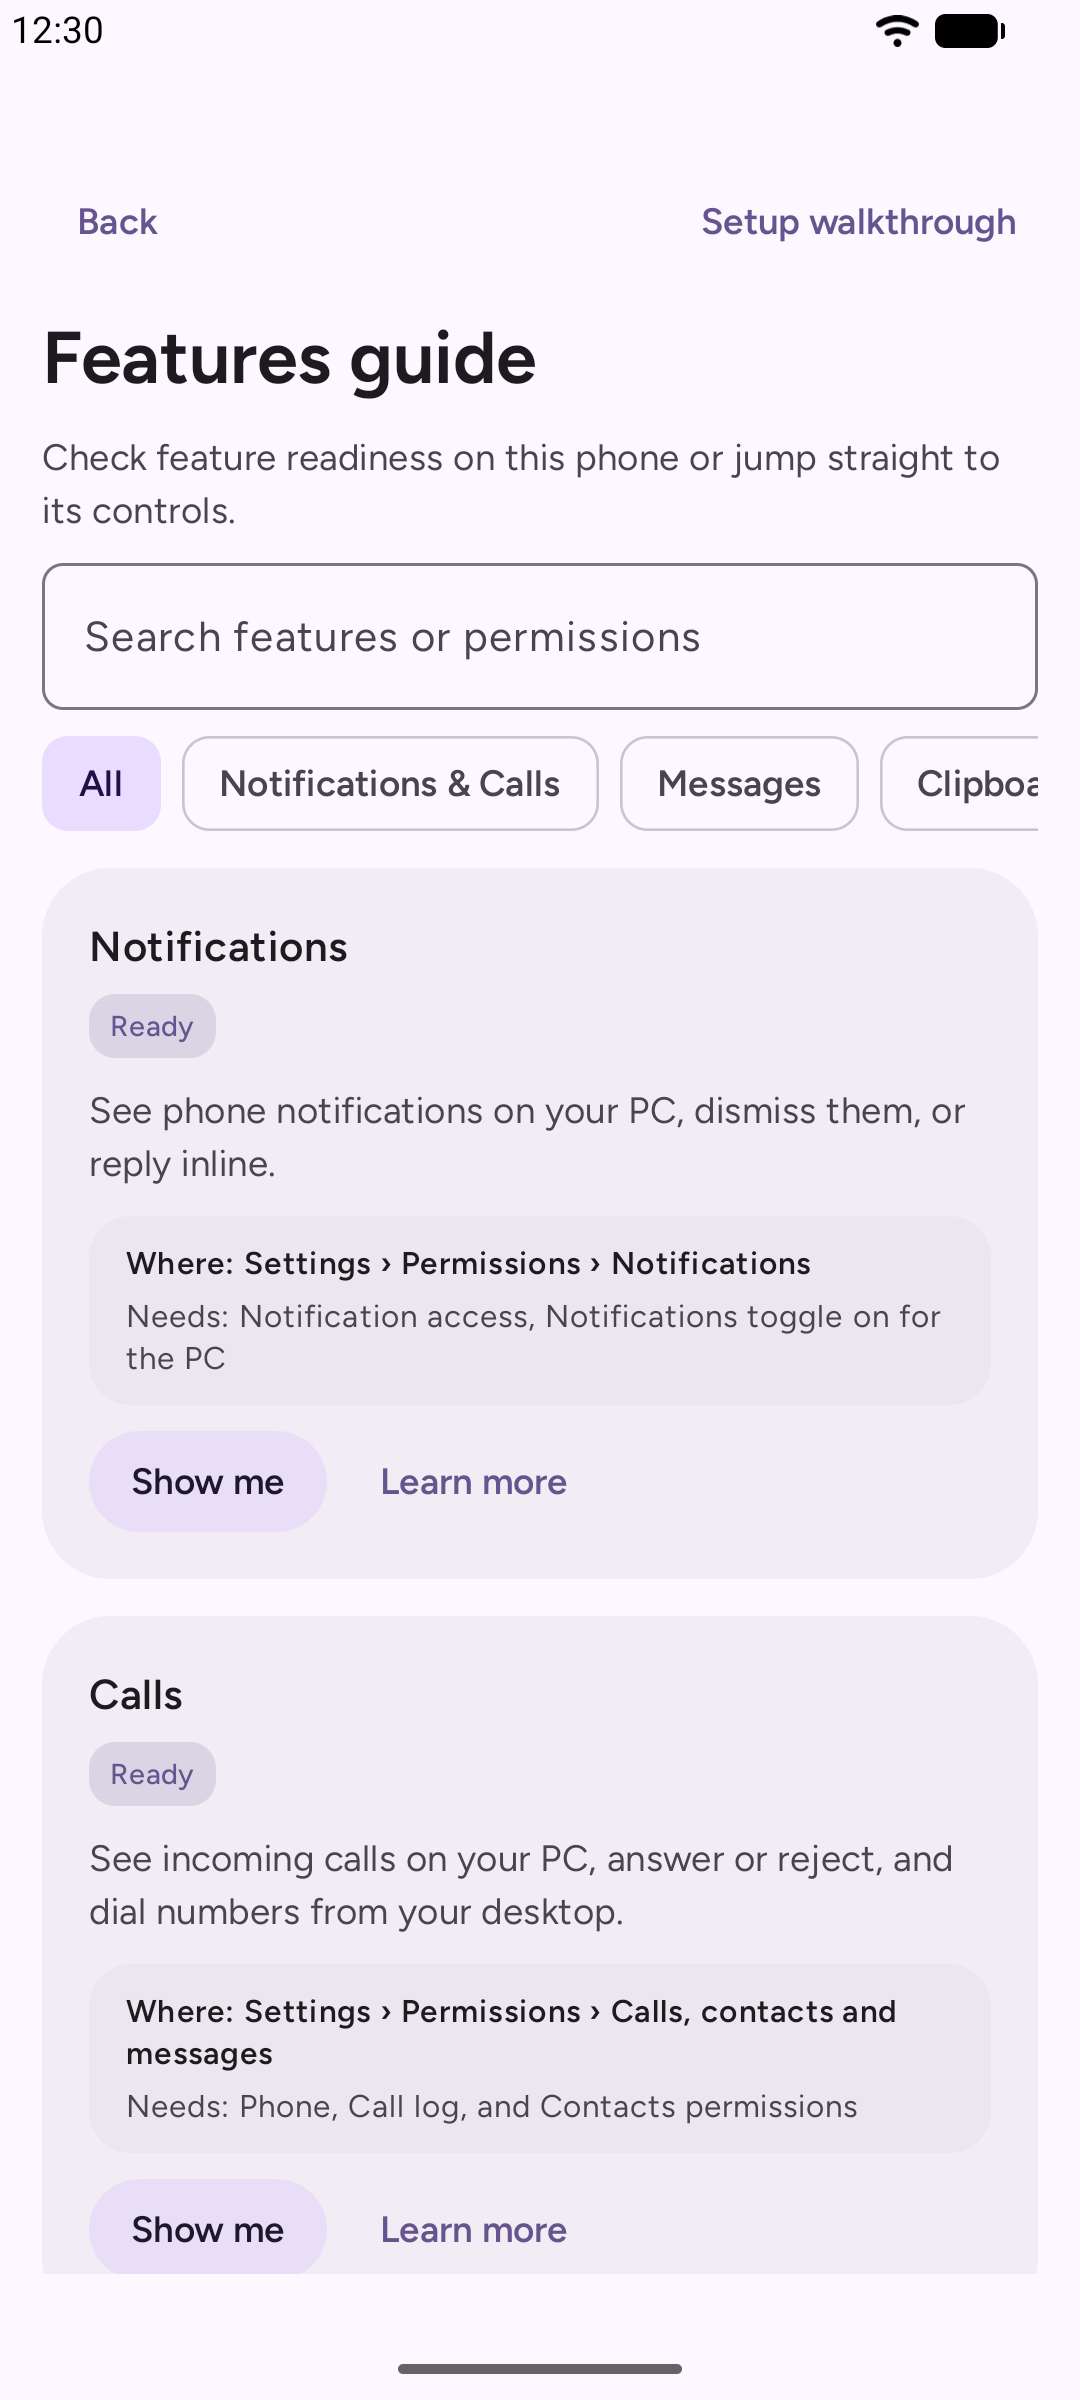 12:30
Back
Setup walkthrough
Features guide
Check feature readiness on this phone or jump straight to
its controls.
Search features or permissions
All
Notifications & Calls
Messages
Clipboa
Notifications
Ready
See phone notifications on your PC, dismiss them, or
reply inline.
Where: Settings › Permissions › Notifications
Needs: Notification access, Notifications toggle on for
the PC
Show me
Learn more
Calls
Ready
See incoming calls on your PC, answer or reject, and
dial numbers from your desktop.
Where: Settings › Permissions › Calls, contacts and
messages
Needs: Phone, Call log, and Contacts permissions
Show me
Learn more